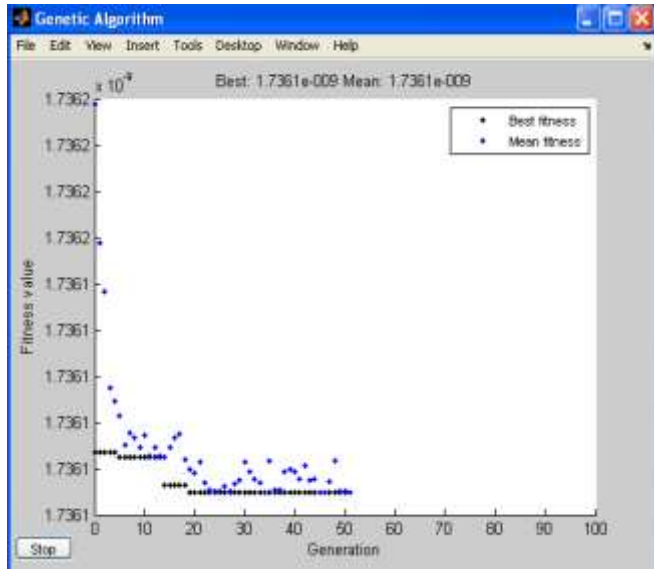 Genetic Algorithm
File Edit View Insert Tools Desktop Window Help
Best: 1.7361e-009 Mean: 1.7361e-009
x 10^-9
1.7362
1.7362
1.7362
1.7362
1.7361
1.7361
1.7361
1.7361
1.7361
1.7361
Fitness value
Best fitness
Mean fitness
0 10 20 30 40 50 60 70 80 90 100
Generation
Stop